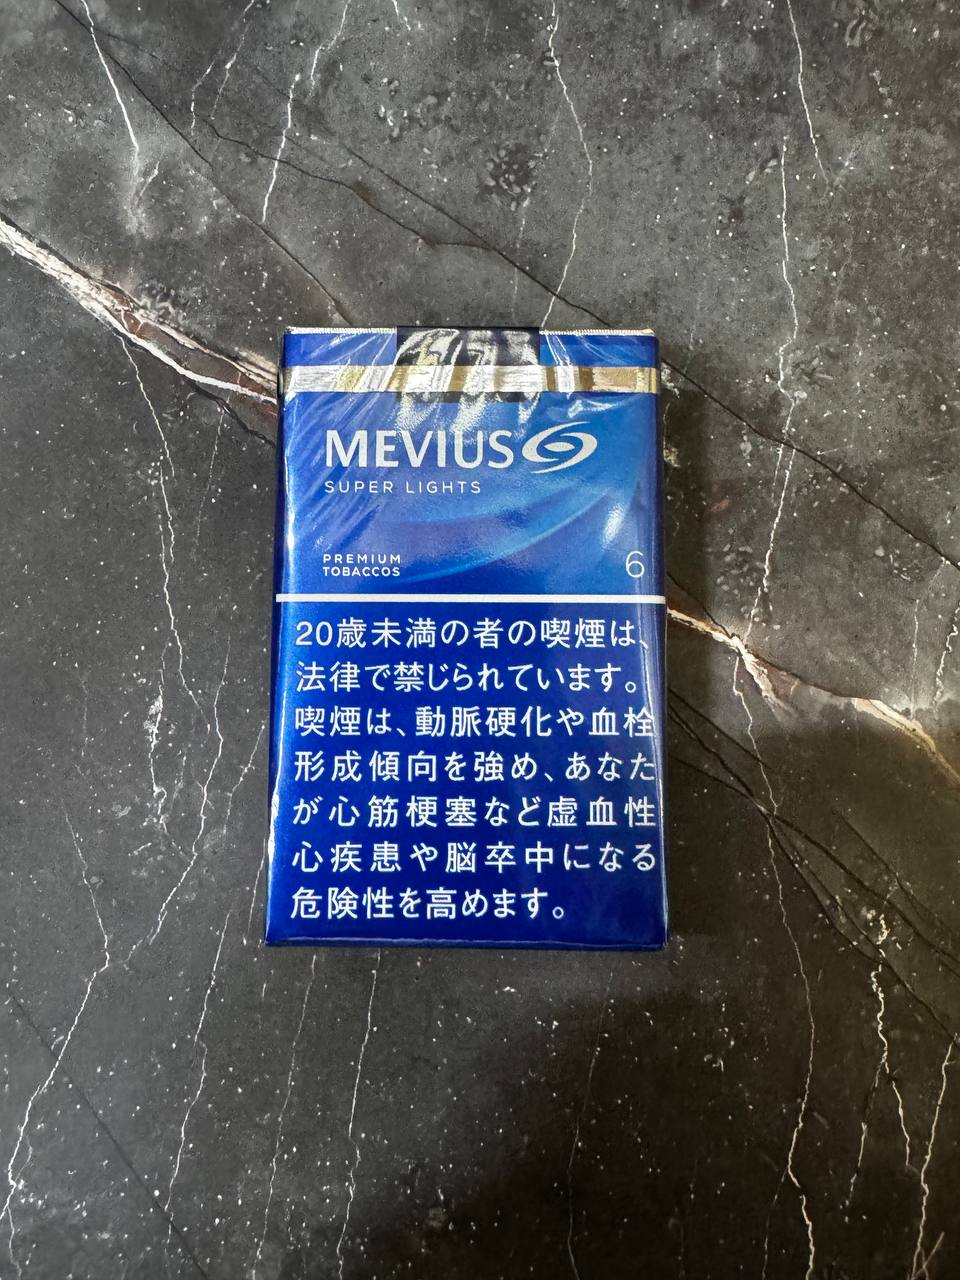 MEVIUS
SUPER LIGHTS
PREMIUM
TOBACCOS
6
20歳未満の者の喫煙は、
法律で禁じられています。
喫煙は、動脈硬化や血栓
形成傾向を強め、あなた
が心筋梗塞など虚血性
心疾患や脳卒中になる
危険性を高めます。